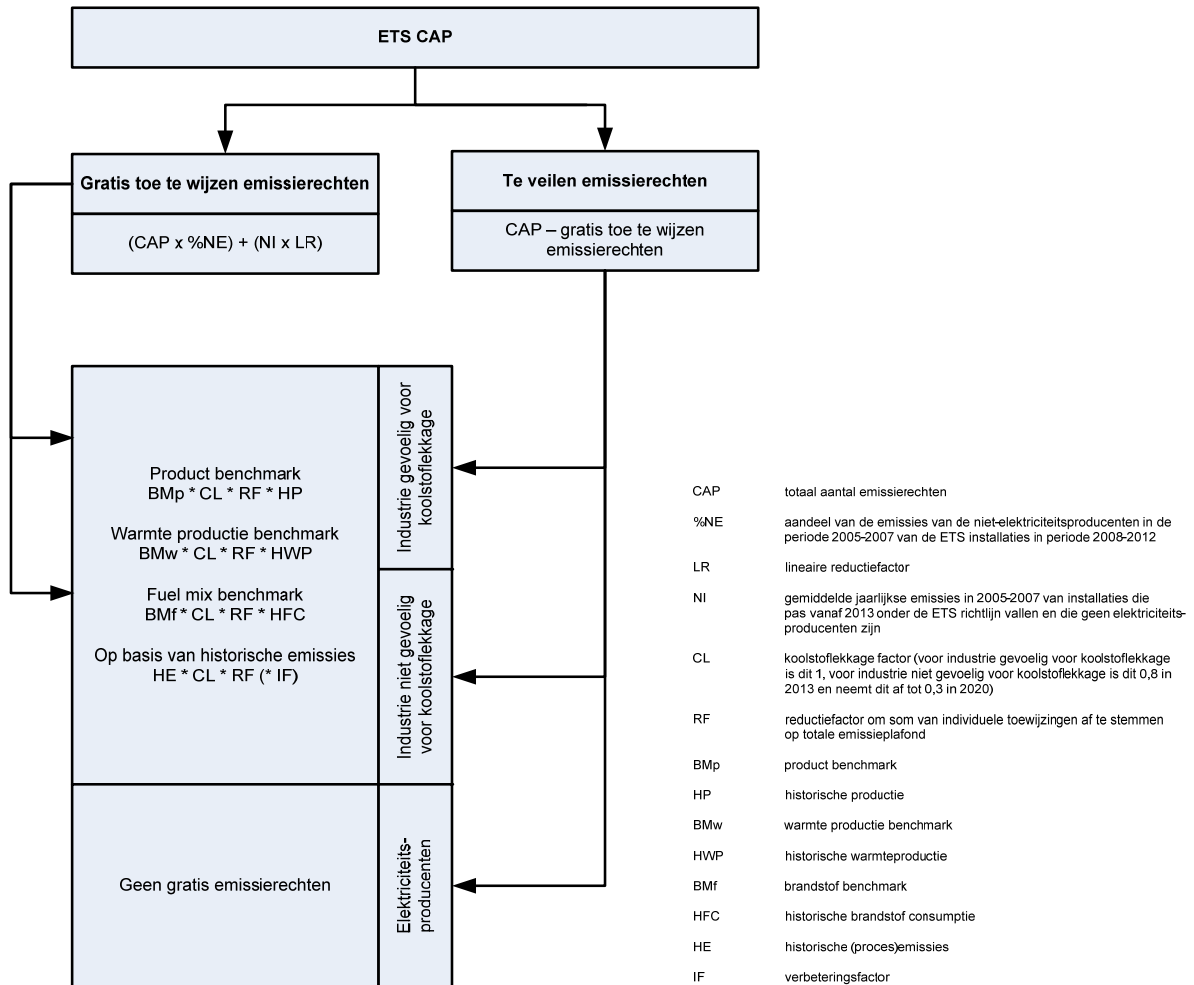 ETS CAP
Gratis toe te wijzen emissierechten
(CAP x %NE) + (NI x LR)
Te veilen emissierechten
CAP – gratis toe te wijzen
emissierechten
Product benchmark
BMp * CL * RF * HP
Warmte productie benchmark
BMw * CL * RF * HWP
Fuel mix benchmark
BMf * CL * RF * HFC
Op basis van historische emissies
HE * CL * RF (* IF)
Industrie gevoelig voor
koolstoflekkage
Industrie niet gevoelig
voor koolstoflekkage
Geen gratis emissierechten
Elektriciteits-
producenten
CAP totaal aantal emissierechten
%NE aandeel van de emissies van de niet-elektriciteitsproducenten in de
periode 2005-2007 van de ETS installaties in periode 2008-2012
LR lineaire reductiefactor
NI gemiddelde jaarlijkse emissies in 2005-2007 van installaties die
pas vanaf 2013 onder de ETS richtlijn vallen en die geen elektriciteits-
producenten zijn
CL koolstoflekkage factor (voor industrie gevoelig voor koolstoflekkage
is dit 1, voor industrie niet gevoelig voor koolstoflekkage is dit 0,8 in
2013 en neemt dit af tot 0,3 in 2020)
RF reductiefactor om som van individuele toewijzingen af te stemmen
op totale emissieplafond
BMp product benchmark
HP historische productie
BMw warmte productie benchmark
HWP historische warmteproductie
BMf brandstof benchmark
HFC historische brandstof consumptie
HE historische (proces)emissies
IF verbeteringsfactor